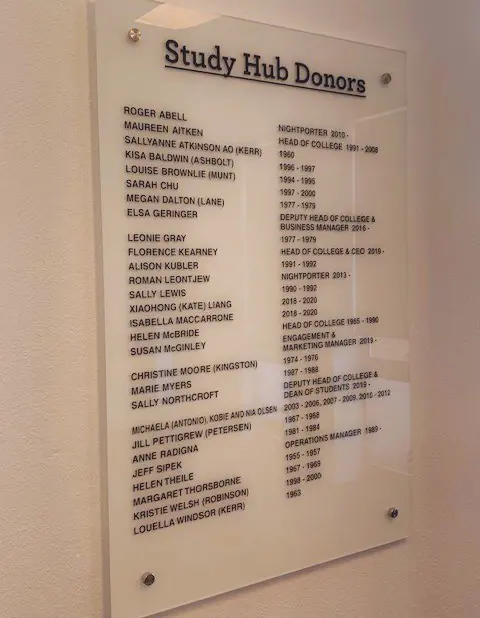 Study Hub Donors
ROGER ABELL NIGHTPORTER 2010 -
MAUREEN AITKEN HEAD OF COLLEGE 1991 - 2008
SALLYANNE ATKINSON AO (KERR) 1960
KISA BALDWIN (ASHBOLT) 1996 - 1997
LOUISE BROWNLIE (MUNT) 1994 - 1995
SARAH CHU 1997 - 2000
MEGAN DALTON (LANE) 1977 - 1979
ELSA GERINGER DEPUTY HEAD OF COLLEGE &
BUSINESS MANAGER 2016 -
LEONIE GRAY 1977 - 1979
FLORENCE KEARNEY HEAD OF COLLEGE & CEO 2019 -
ALISON KUBLER 1991 - 1992
ROMAN LEONTJEW NIGHTPORTER 2013 -
SALLY LEWIS 1990 - 1992
XIAOHONG (KATE) LIANG 2018 - 2020
ISABELLA MACCARRONE 2018 - 2020
HELEN McBRIDE HEAD OF COLLEGE 1965 - 1990
SUSAN McGINLEY ENGAGEMENT &
MARKETING MANAGER 2019 -
CHRISTINE MOORE (KINGSTON) 1974 - 1976
MARIE MYERS 1987 - 1988
SALLY NORTHCROFT DEPUTY HEAD OF COLLEGE &
DEAN OF STUDENTS 2019 -
MICHAELA (ANTONIO), KOBIE AND NIA OLSEN 2003 - 2006, 2007 - 2009, 2010 - 2012
JILL PETTIGREW (PETERSEN) 1967 - 1968
ANNE RADIGNA 1981 - 1984
JEFF SIPEK OPERATIONS MANAGER 1989 -
HELEN THEILE 1955 - 1957
MARGARET THORSBORNE 1967 - 1969
KRISTIE WELSH (ROBINSON) 1998 - 2000
LOUELLA WINDSOR (KERR) 1963